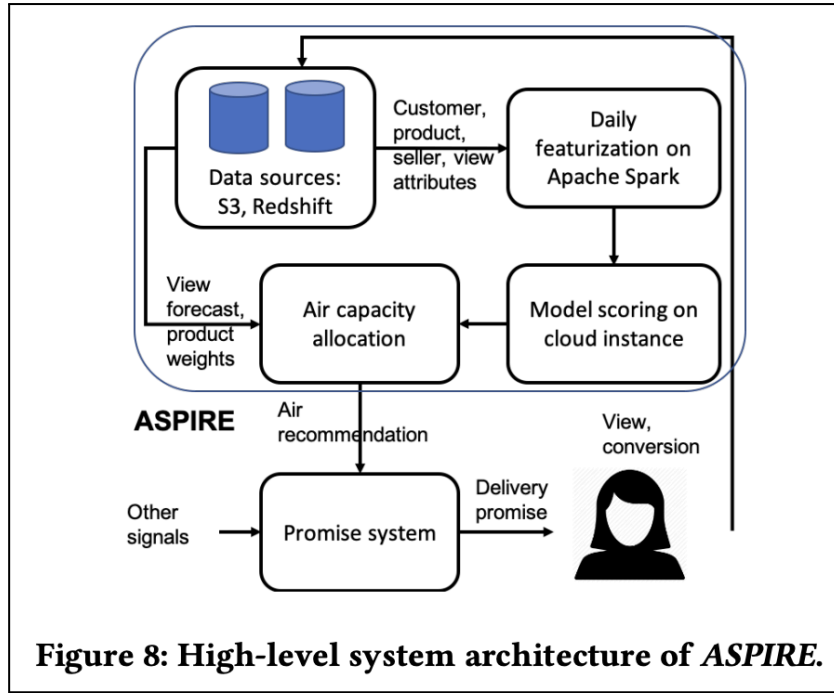 Data sources:
S3, Redshift
Customer,
product,
seller, view
attributes
Daily
featurization on
Apache Spark
View
forecast,
product
weights
Air capacity
allocation
Model scoring on
cloud instance
ASPIRE
Air
recommendation
View,
conversion
Other
signals
Promise system
Delivery
promise
Figure 8: High-level system architecture of ASPIRE.